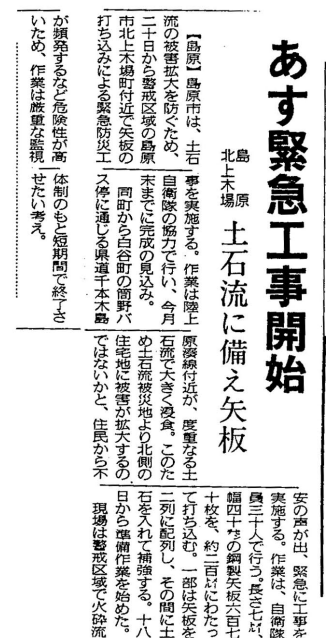 あす緊急工事開始
島原
北上木場
土石流に備え矢板
【島原】島原市は、土石
流の被害拡大を防ぐため、
二十日から警戒区域の島原
市北上木場町付近で矢板の
打ち込みによる緊急防災工
事を実施する。作業は陸上
自衛隊の協力で行い、今月
末までに完成の見込み。
同町から白谷町の筒野バ
ス停に通じる県道千本木島
原湊線付近が、度重なる土
石流で大きく浸食。このた
め土石流被災地より北側の
住宅地に被害が拡大するの
ではないかと、住民から不
安の声が出、緊急に工事を
実施する。作業は、自衛隊
員三十人で行う。長さ七㍍
幅四十㌢の鋼製矢板六百
十枚を、約二百㍍にわたっ
て打ち込む。一部は矢板を
二列に配列し、その間に土
石を入れて補強する。十八
日から準備作業を始めた。
現場は警戒区域で火砕流
が頻発するなど危険性が高
いため、作業は厳重な監視
体制のもと短期間で終了さ
せたい考え。